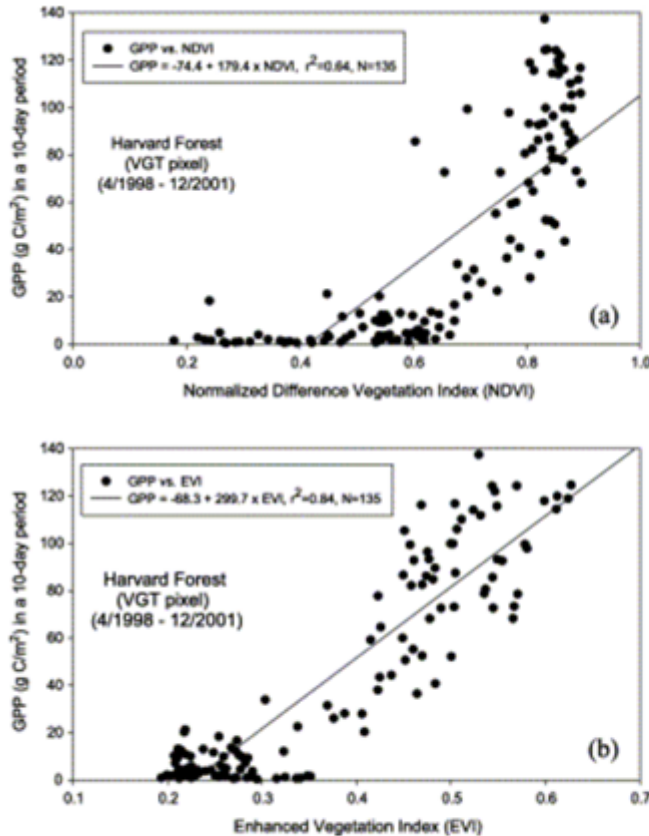 140
120
100
80
60
40
20
0
GPP (g C/m²) in a 10-day period
GPP vs. NDVI
GPP = -74.4 + 179.4 x NDVI, r²=0.64, N=135
Harvard Forest
(VGT pixel)
(4/1998 - 12/2001)
(a)
0.0 0.2 0.4 0.6 0.8 1.0
Normalized Difference Vegetation Index (NDVI)
140
120
100
80
60
40
20
0
GPP (g C/m²) in a 10-day period
GPP vs. EVI
GPP = -68.3 + 299.7 x EVI, r²=0.84, N=135
Harvard Forest
(VGT pixel)
(4/1998 - 12/2001)
(b)
0.1 0.2 0.3 0.4 0.5 0.6 0.7
Enhanced Vegetation Index (EVI)